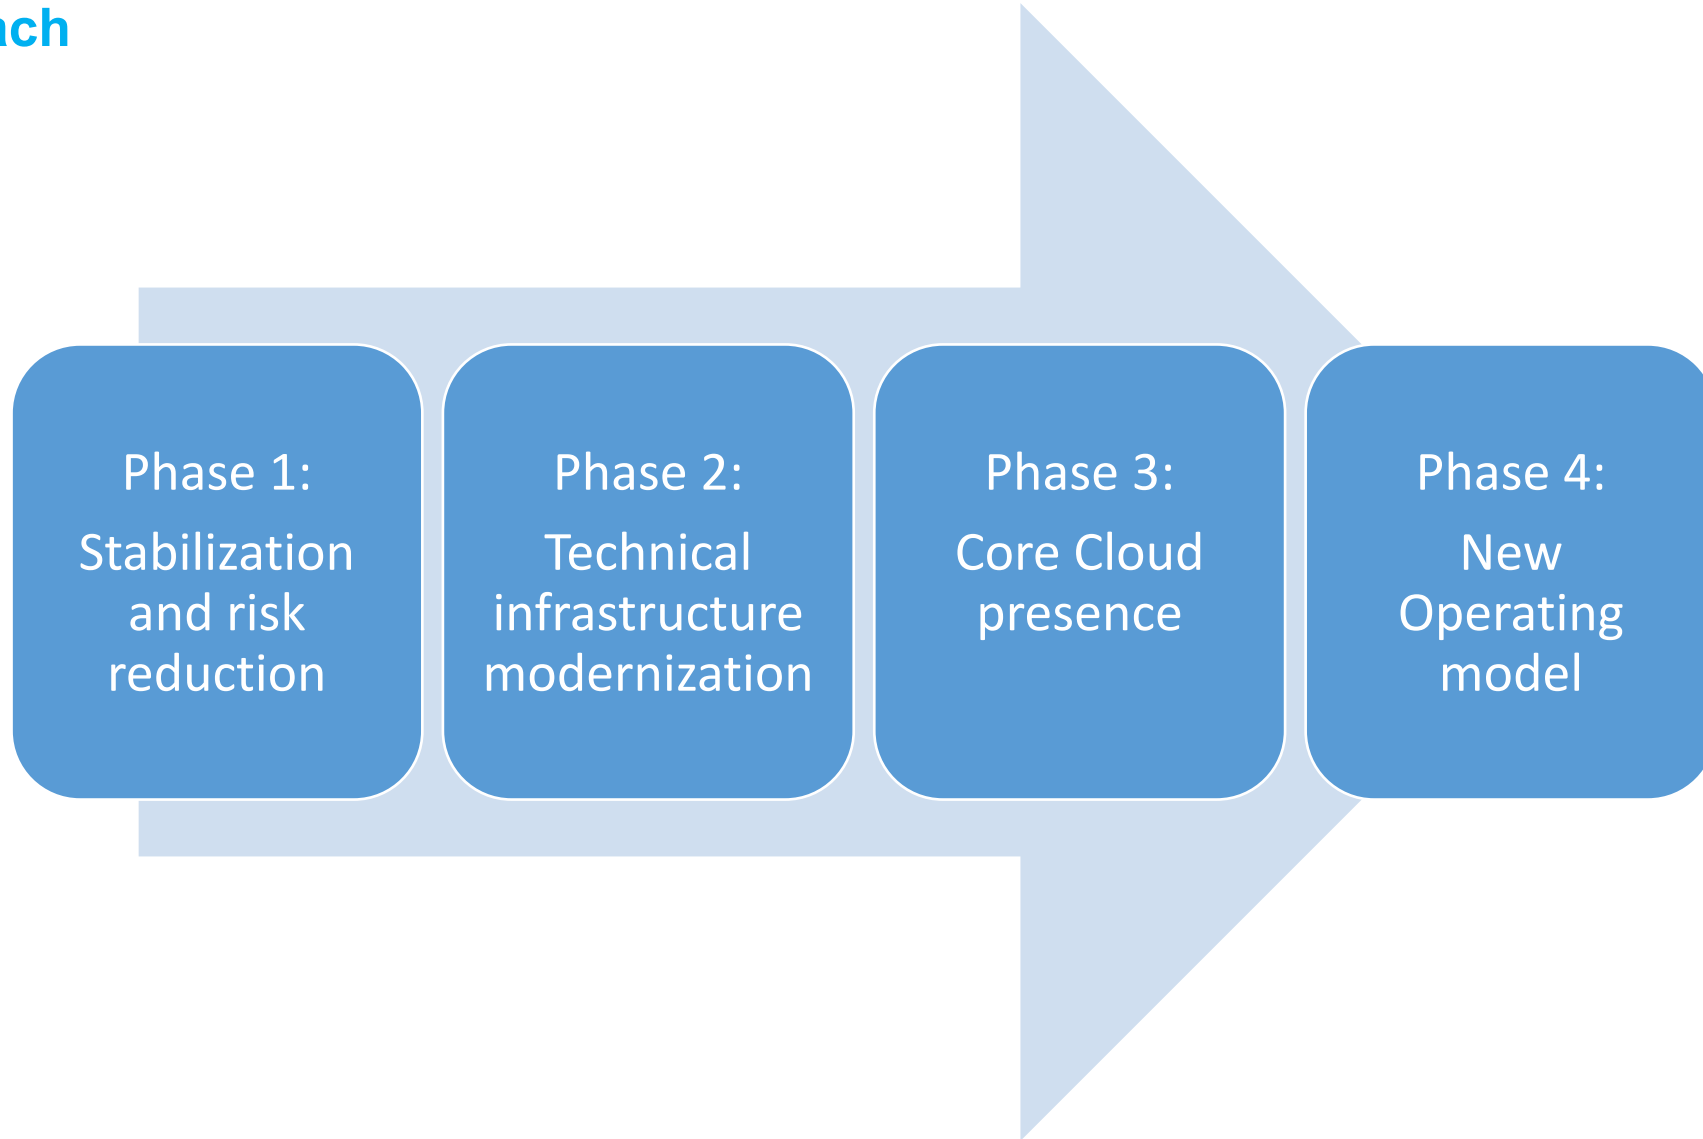 ach
Phase 1:
Stabilization
and risk
reduction
Phase 2:
Technical
infrastructure
modernization
Phase 3:
Core Cloud
presence
Phase 4:
New
Operating
model